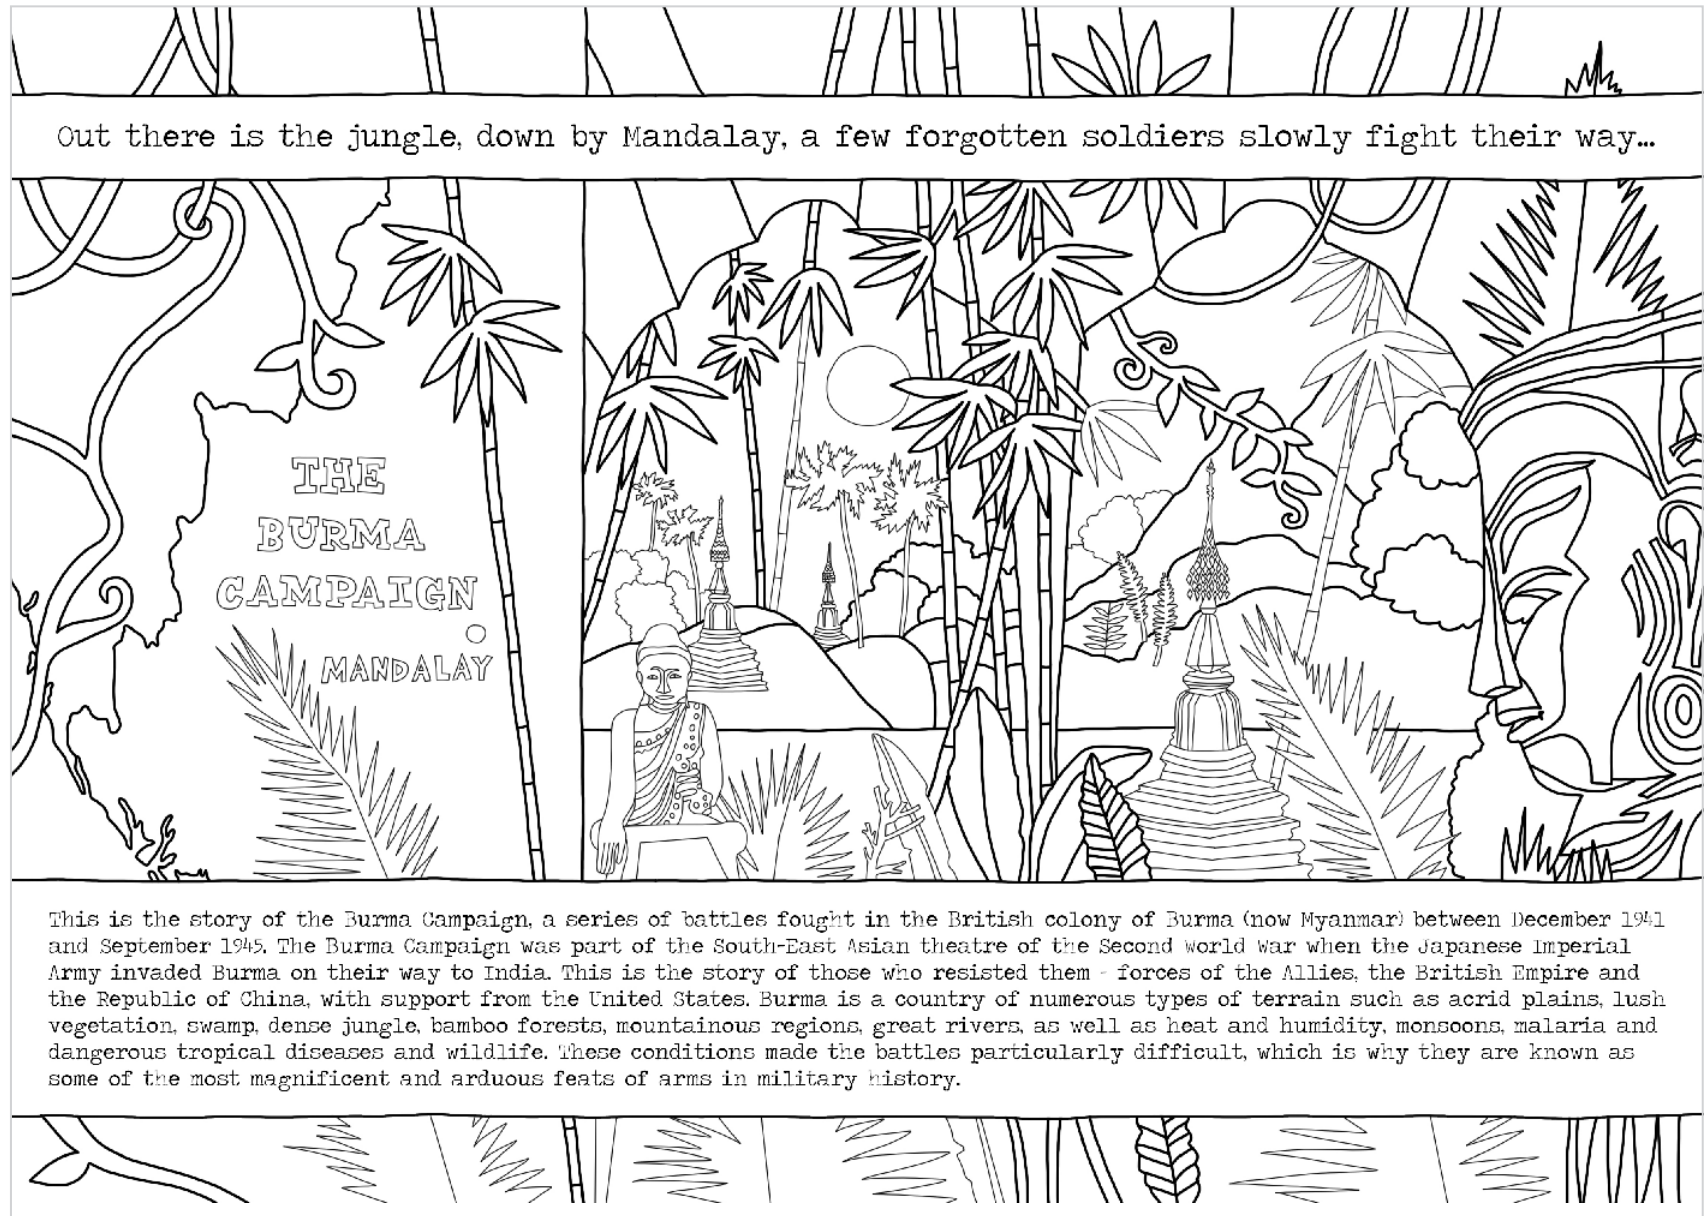 Out there is the jungle, down by Mandalay, a few forgotten soldiers slowly fight their way...
THE
BURMA
CAMPAIGN
MANDALAY
This is the story of the Burma Campaign, a series of battles fought in the British colony of Burma (now Myanmar) between December 1941
and September 1945. The Burma Campaign was part of the South-East Asian theatre of the Second World War when the Japanese Imperial
Army invaded Burma on their way to India. This is the story of those who resisted them - forces of the Allies, the British Empire and
the Republic of China, with support from the United States. Burma is a country of numerous types of terrain such as acrid plains, lush
vegetation, swamp, dense jungle, bamboo forests, mountainous regions, great rivers, as well as heat and humidity, monsoons, malaria and
dangerous tropical diseases and wildlife. These conditions made the battles particularly difficult, which is why they are known as
some of the most magnificent and arduous feats of arms in military history.